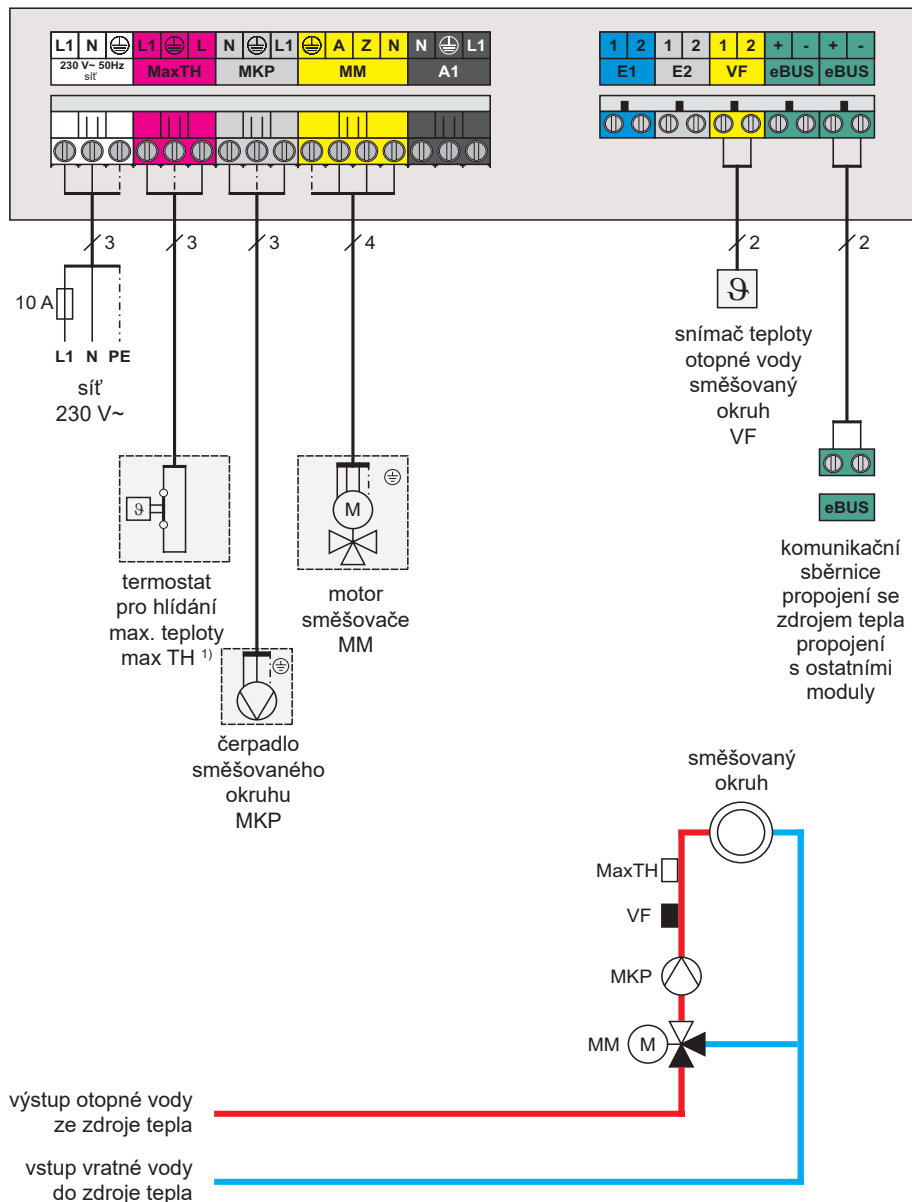 L1 N L1 L N L1 A Z N N L1
230 V~ 50Hz
síť
MaxTH MKP MM A1
1 2 1 2 1 2 + - + -
E1 E2 VF eBUS eBUS
3 3 3 4 2 2
10 A
L1 N PE
síť
230 V~
ϑ
snímač teploty
otopné vody
směšovaný
okruh
VF
eBUS
komunikační
sběrnice
propojení se
zdrojem tepla
propojení
s ostatními
moduly
ϑ
termostat
pro hlídání
max. teploty
max TH 1)
M
motor
směšovače
MM
čerpadlo
směšovaného
okruhu
MKP
směšovaný
okruh
MaxTH
VF
MKP
MM M
výstup otopné vody
ze zdroje tepla
vstup vratné vody
do zdroje tepla